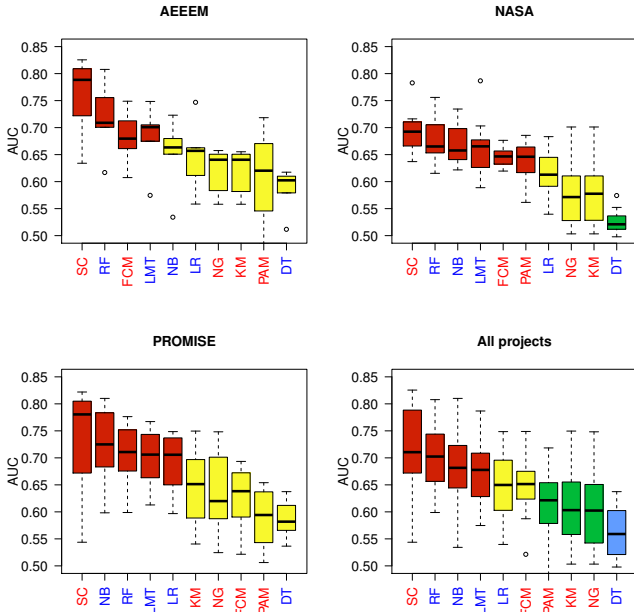 AEEEM
NASA
AUC
0.85
0.80
0.75
0.70
0.65
0.60
0.55
0.50
SC RF FCM LMT NB LR NG KM PAM DT
AUC
0.85
0.80
0.75
0.70
0.65
0.60
0.55
0.50
SC RF NB LMT FCM PAM LR NG KM DT
PROMISE
All projects
AUC
0.85
0.80
0.75
0.70
0.65
0.60
0.55
0.50
SC NB RF LMT LR KM NG FCM PAM DT
AUC
0.85
0.80
0.75
0.70
0.65
0.60
0.55
0.50
SC RF NB LMT LR FCM PAM KM NG DT